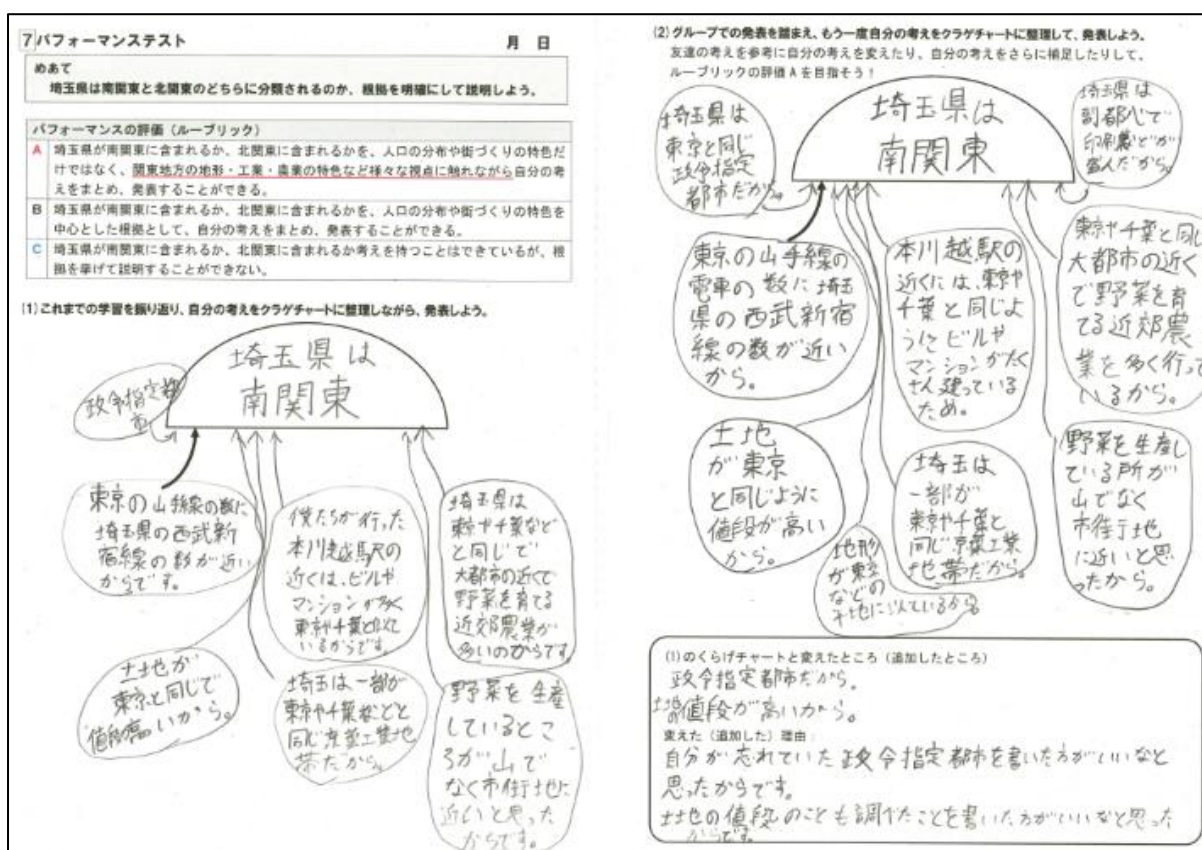 7 パフォーマンステスト
月 日
めあて
埼玉県は南関東と北関東のどちらに分類されるのか、根拠を明確にして説明しよう。
パフォーマンスの評価(ルーブリック)
A 埼玉県が南関東に含まれるか、北関東に含まれるかを、人口の分布や街づくりの特色だ
けではなく、関東地方の地形・工業・農業の特色など様々な視点に触れながら自分の考
えをまとめ、発表することができる。
B 埼玉県が南関東に含まれるか、北関東に含まれるかを、人口の分布や街づくりの特色を
中心とした根拠として、自分の考えをまとめ、発表することができる。
C 埼玉県が南関東に含まれるか、北関東に含まれるか考えを持つことはできているが、根
拠を挙げて説明することができない。
(1)これまでの学習を振り返り、自分の考えをクラゲチャートに整理しながら、発表しよう。
埼玉県は
南関東
政令指定都
市
東京の山手線の数に
埼玉県の西武新
宿線の数が近い
からです。
僕たちが行った
本川越駅の
近くは、ビルや
マンションが多く
東京や千葉と似て
いるからです。
埼玉県は
東京や千葉など
と同じで
大都市の近くで
野菜を育てる
近郊農業が
多いのからです。
土地が
東京と同じで
値段が高いから。
埼玉は一部が
東京や千葉などと
同じ京葉工業地
帯だから。
野菜を生産
しているとこ
ろが山で
なく市街地に
近いと思った
からです。
(2)グループでの発表を踏まえ、もう一度自分の考えをクラゲチャートに整理して、発表しよう。
友達の考えを参考に自分の考えを変えたり、自分の考えをさらに補足したりして、
ルーブリックの評価Aを目指そう!
埼玉県は
南関東
埼玉県は
東京と同じ
政令指定
都市だから。
埼玉県は
副都心で
印刷業などが
盛んだから。
東京の山手線の
電車の数に埼玉
県の西武新宿
線の数が近い
から。
本川越駅の
近くには、東京や
千葉と同じよ
うにビルや
マンションがたく
さん建っている
ため。
東京や千葉と同じ
大都市の近く
で野菜を育
てる近郊農
業を多く行って
いるから。
土地
が東京
と同じように
値段が高い
から。
地形
が東京
などの
平地に
ているから
埼玉は
一部が
東京や千葉と
同じ京葉工業
地帯だから。
野菜を生産し
ている所が
山でなく
市街地
に近いと思
ったから。
(1)のくらげチャートと変えたところ(追加したところ)
政令指定都市だから。
土地の値段が高いから。
変えた(追加した)理由:
自分が忘れていた政令指定都市を書いた方がいいなと
思ったからです。
土地の値段のことも調べたことを書いた方がいいなと思った
からです。